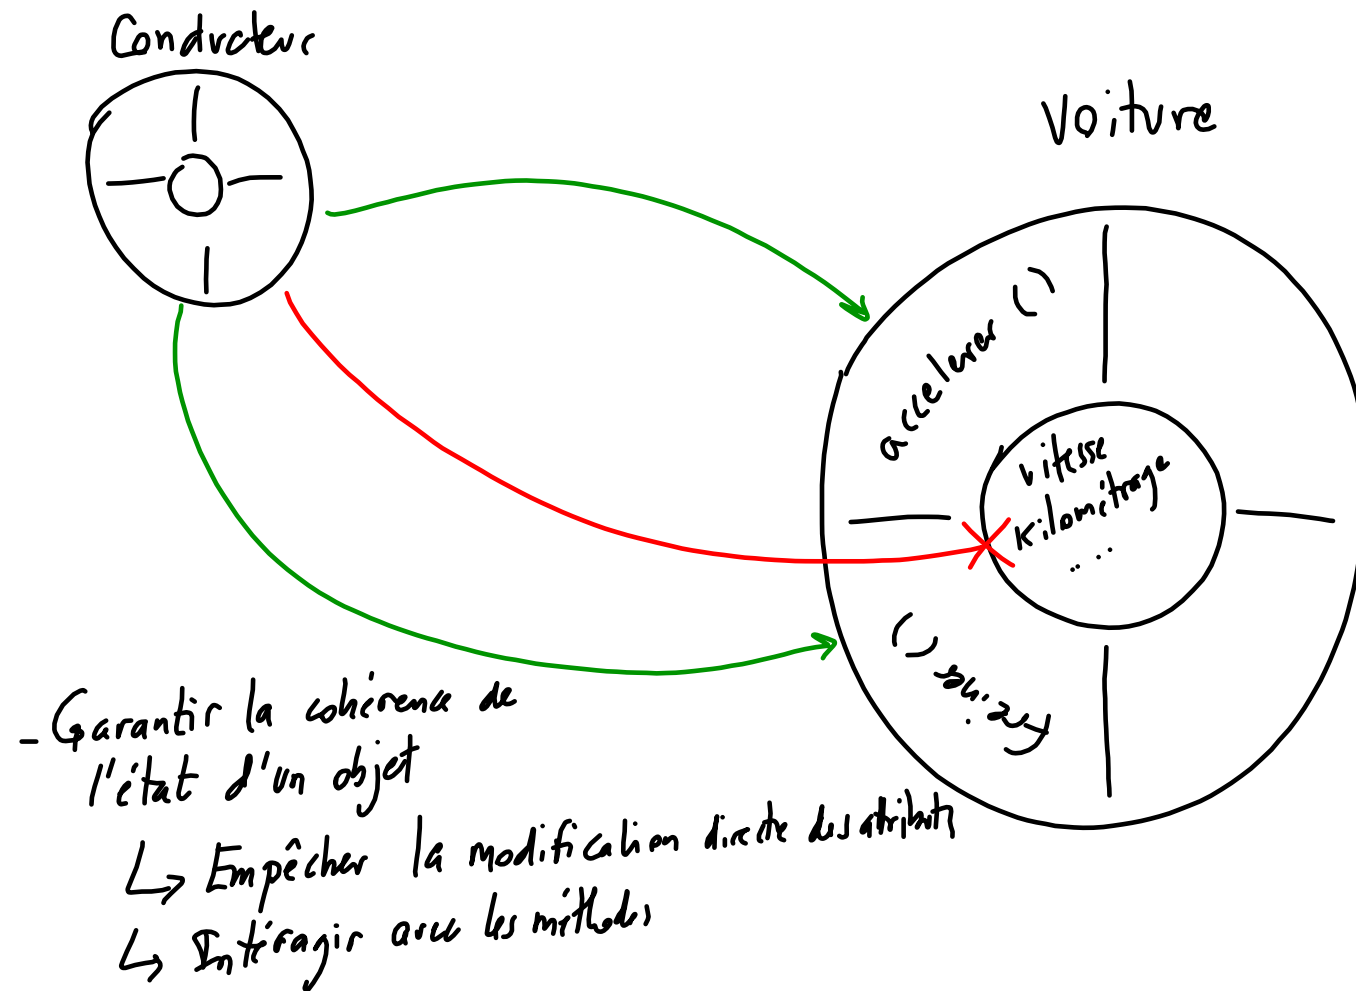 Conducteur
Voiture
accelerer ()
vitesse
kilométrage
....
freiner ()
- Garantir la cohérence de
l'état d'un objet
↳ Empêcher la modification directe des attributs
↳ Intéragir avec les méthodes